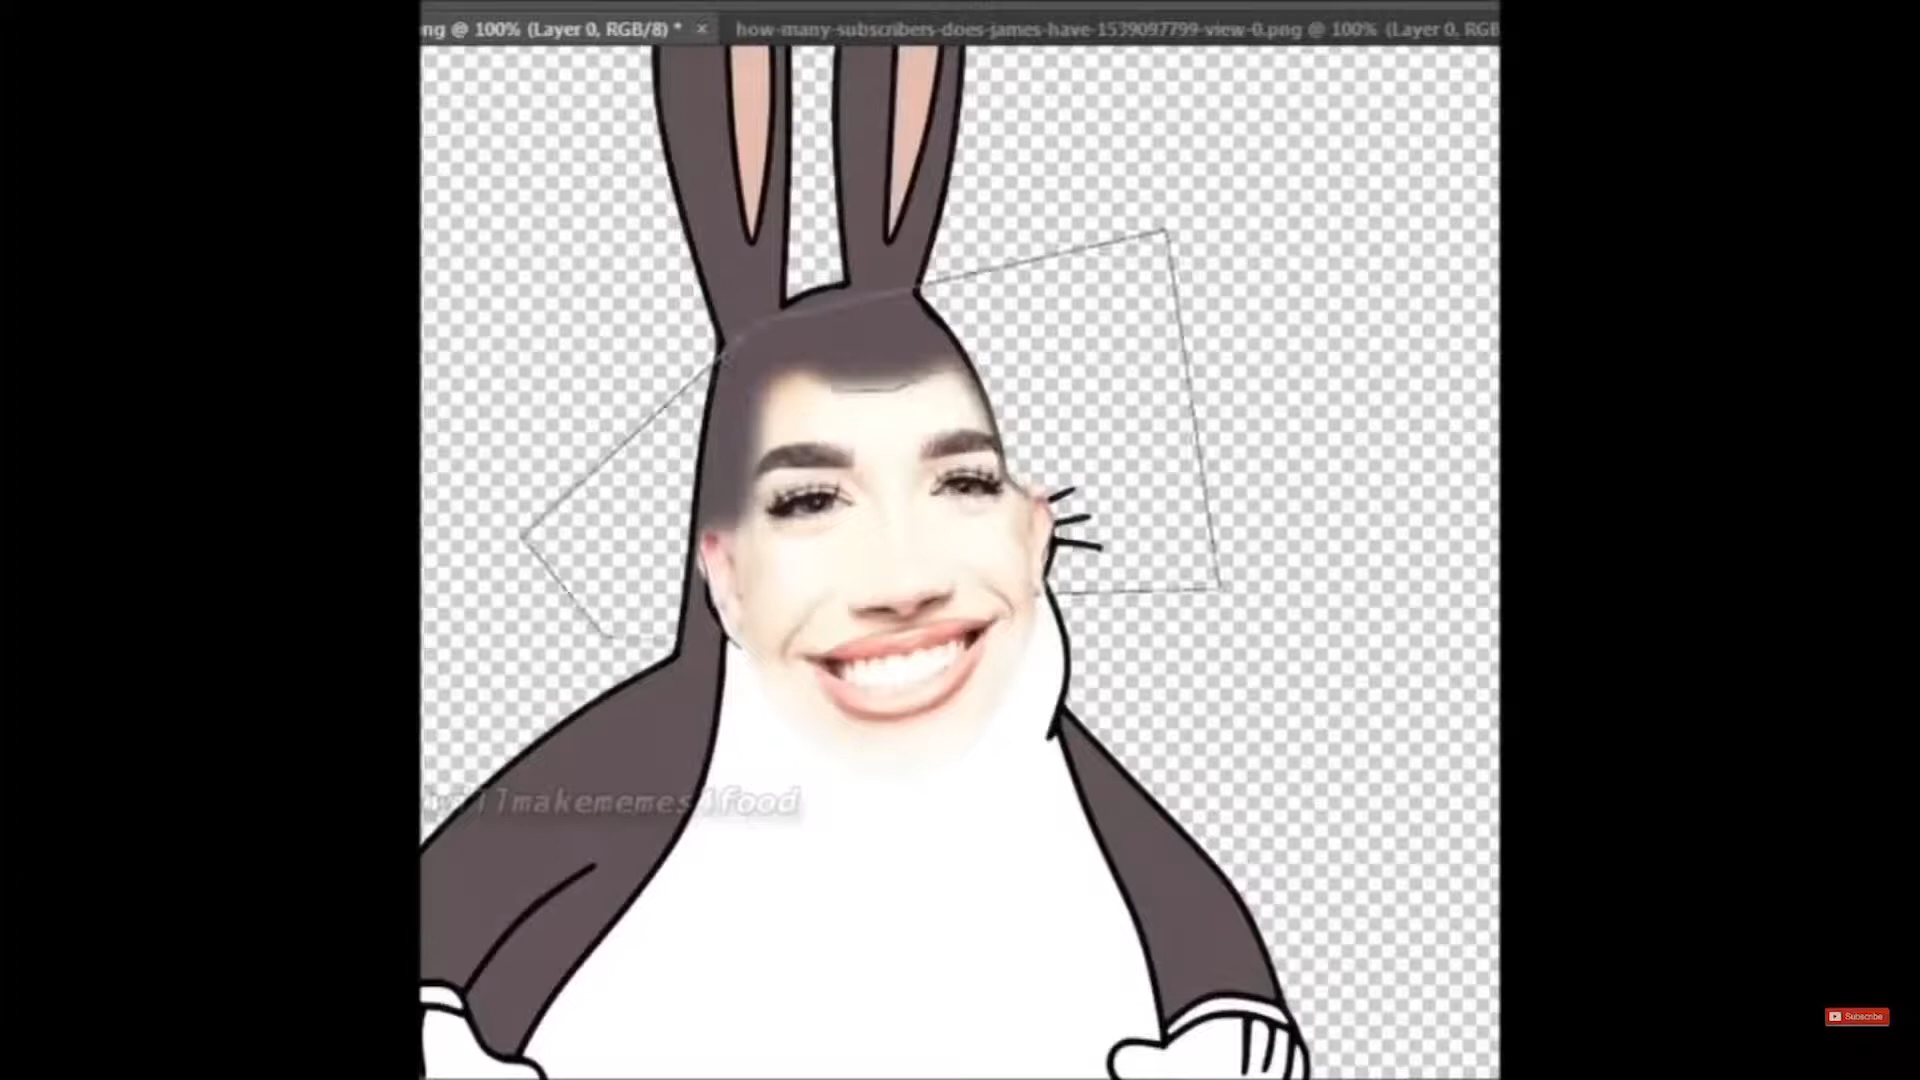 ng @ 100% (Layer 0, RGB/8) * ×
how-many-subscribers-does-james-have-1539097799-view-0.png @ 100% (Layer 0, RGB
llmakememes4food
Subscribe